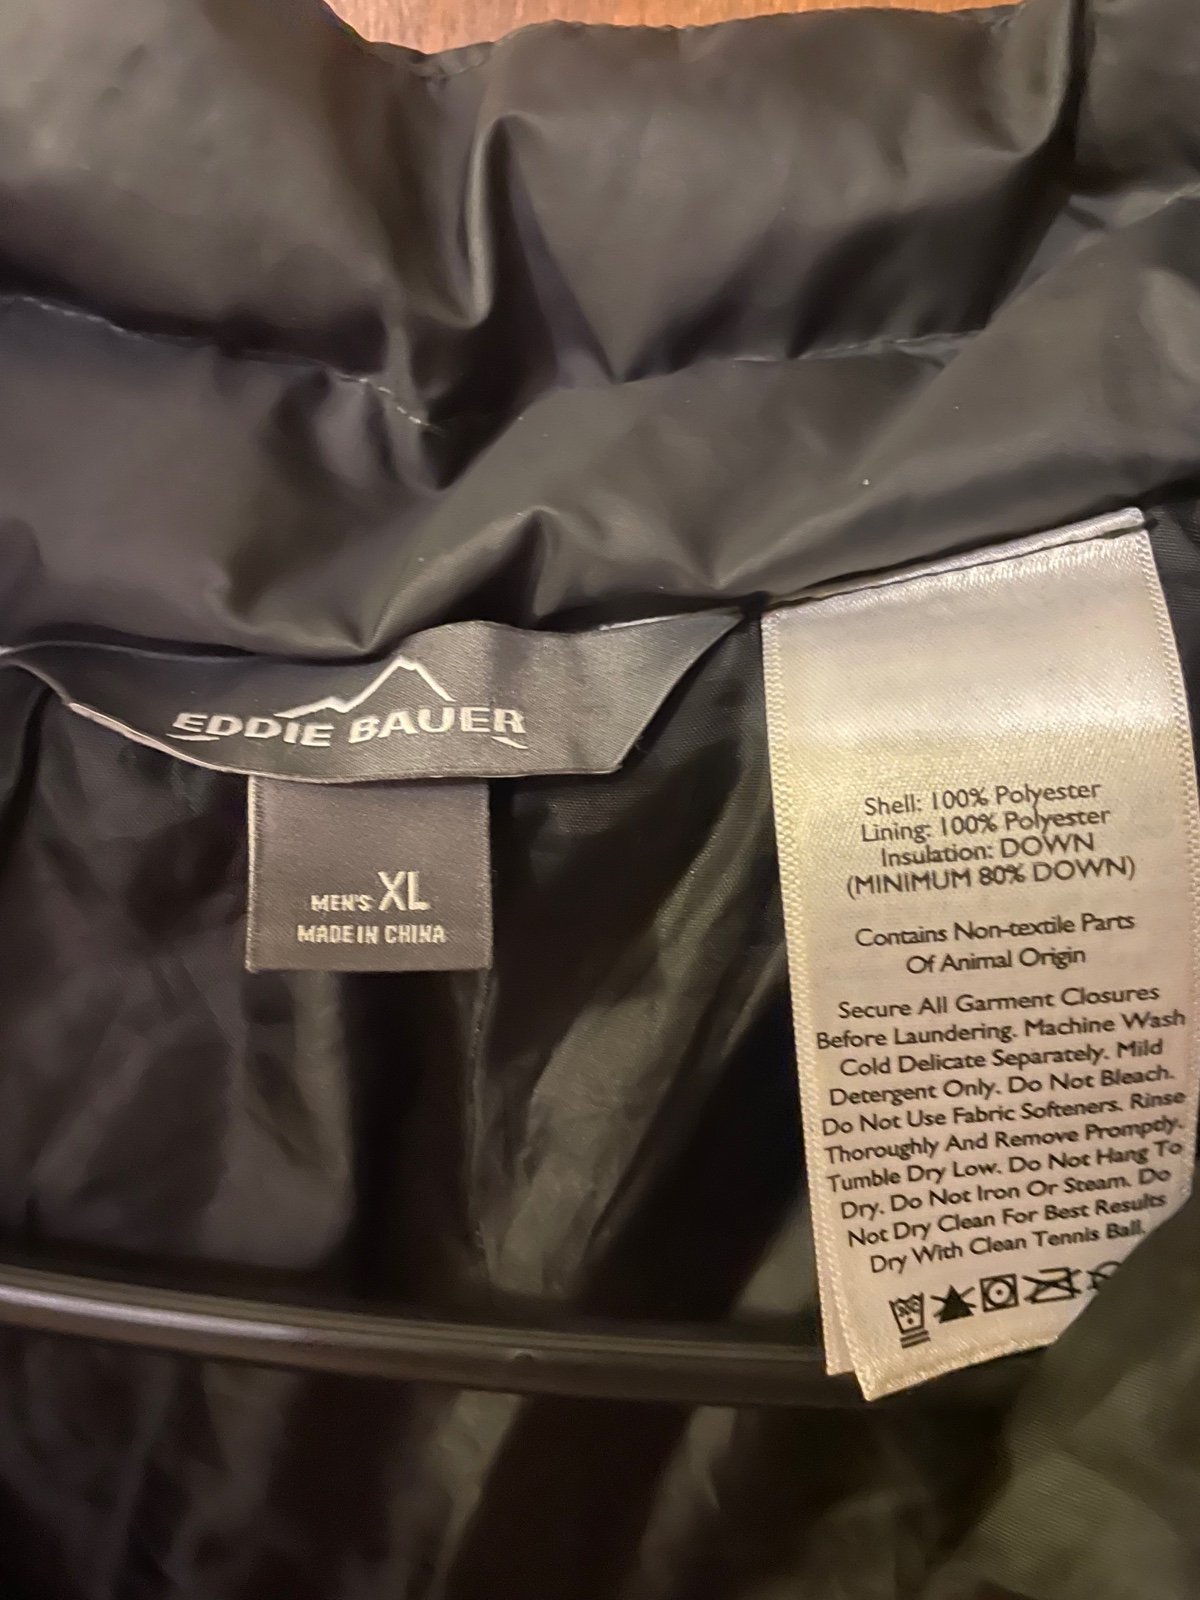 EDDIE BAUER
MEN'S XL
MADE IN CHINA
Shell: 100% Polyester
Lining: 100% Polyester
Insulation: DOWN
(MINIMUM 80% DOWN)
Contains Non-textile Parts
Of Animal Origin
Secure All Garment Closures
Before Laundering. Machine Wash
Cold Delicate Separately. Mild
Detergent Only. Do Not Bleach.
Do Not Use Fabric Softeners. Rinse
Thoroughly And Remove Promptly.
Tumble Dry Low. Do Not Hang To
Dry. Do Not Iron Or Steam. Do
Not Dry Clean For Best Results
Dry With Clean Tennis Ball.